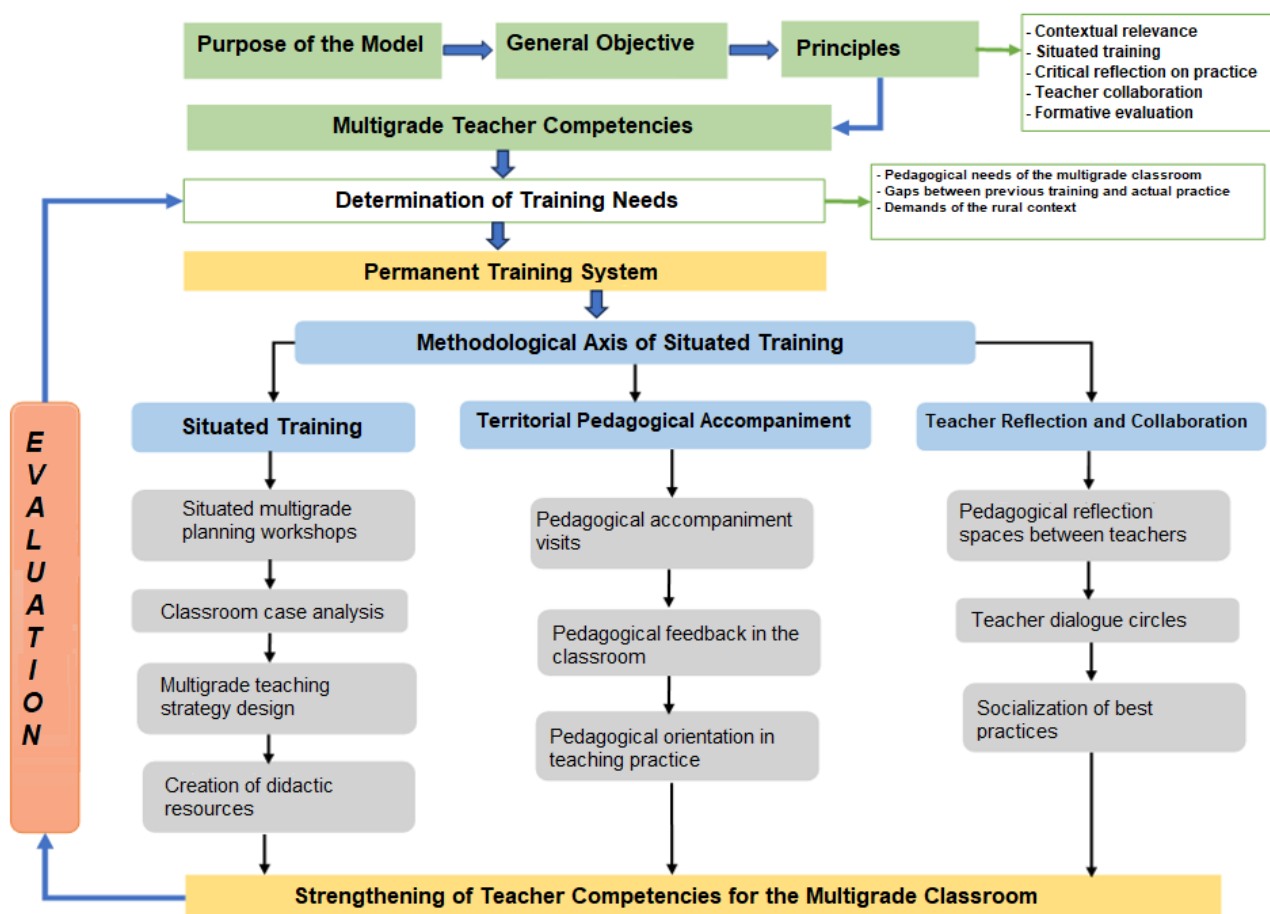 Purpose of the Model
General Objective
Principles
- Contextual relevance
- Situated training
- Critical reflection on practice
- Teacher collaboration
- Formative evaluation
Multigrade Teacher Competencies
Determination of Training Needs
- Pedagogical needs of the multigrade classroom
- Gaps between previous training and actual practice
- Demands of the rural context
Permanent Training System
Methodological Axis of Situated Training
EVALUATION
Situated Training
Situated multigrade
planning workshops
Classroom case analysis
Multigrade teaching
strategy design
Creation of didactic
resources
Territorial Pedagogical Accompaniment
Pedagogical accompaniment
visits
Pedagogical feedback in the
classroom
Pedagogical orientation in
teaching practice
Teacher Reflection and Collaboration
Pedagogical reflection
spaces between teachers
Teacher dialogue circles
Socialization of best
practices
Strengthening of Teacher Competencies for the Multigrade Classroom